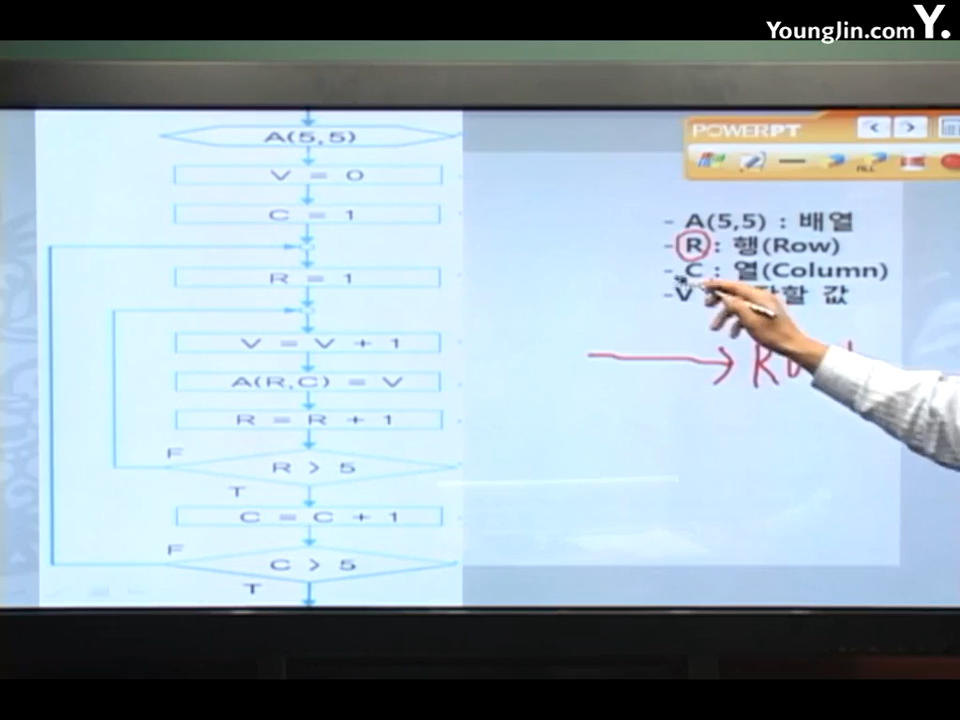 YoungJin.com Y.
POWERPT
A(5,5)
V = 0
C = 1
R = 1
V = V + 1
A(R,C) = V
R = R + 1
F
R > 5
T
C = C + 1
F
C > 5
T
- A(5,5) : 배열
- R : 행(Row)
- C : 열(Column)
-V 할 값